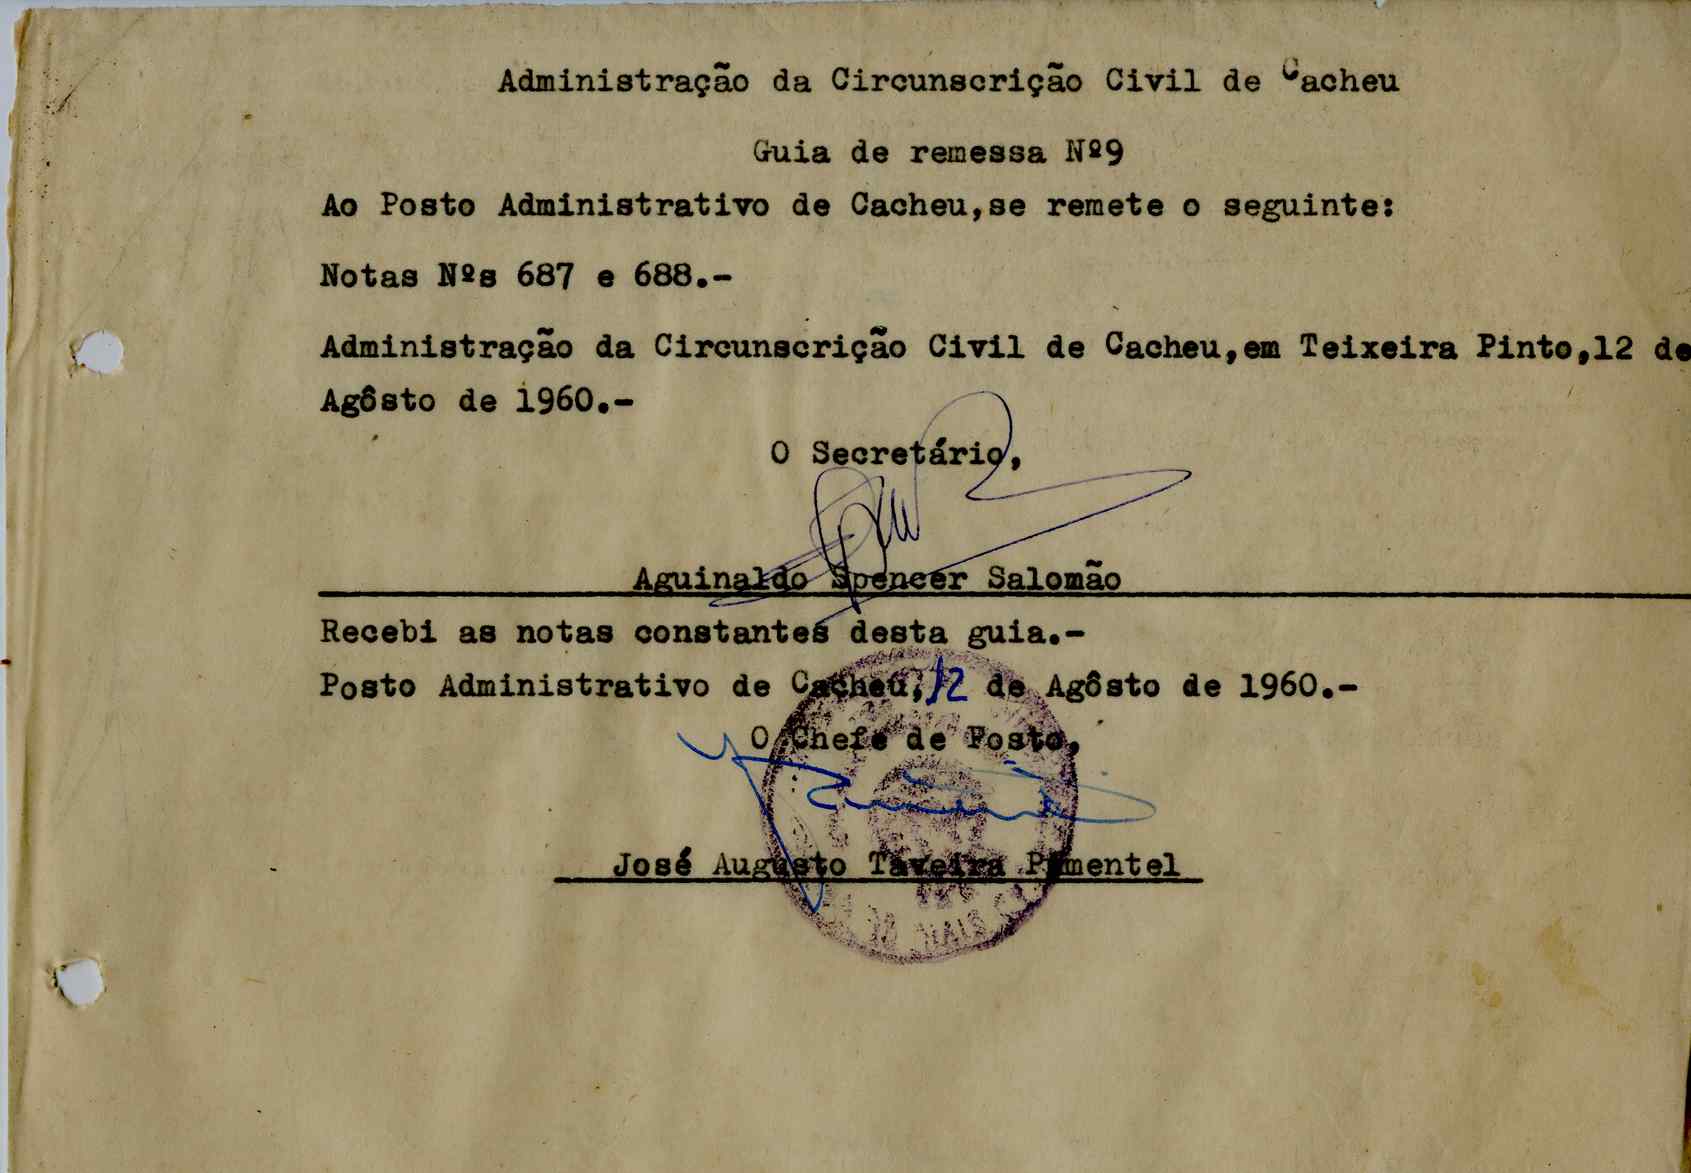 Administração da Circunscrição Civil de Cacheu
Guia de remessa Nº9
Ao Posto Administrativo de Cacheu,se remete o seguinte:
Notas Nºs 687 e 688.-
Administração da Circunscrição Civil de Cacheu,em Teixeira Pinto,12 de
Agôsto de 1960.-
O Secretário,
Aguinaldo Spencer Salomão
Recebi as notas constantes desta guia.-
Posto Administrativo de Cacheu,12 de Agôsto de 1960.-
O Chefe de Posto,
José Augusto Taveira Pimentel